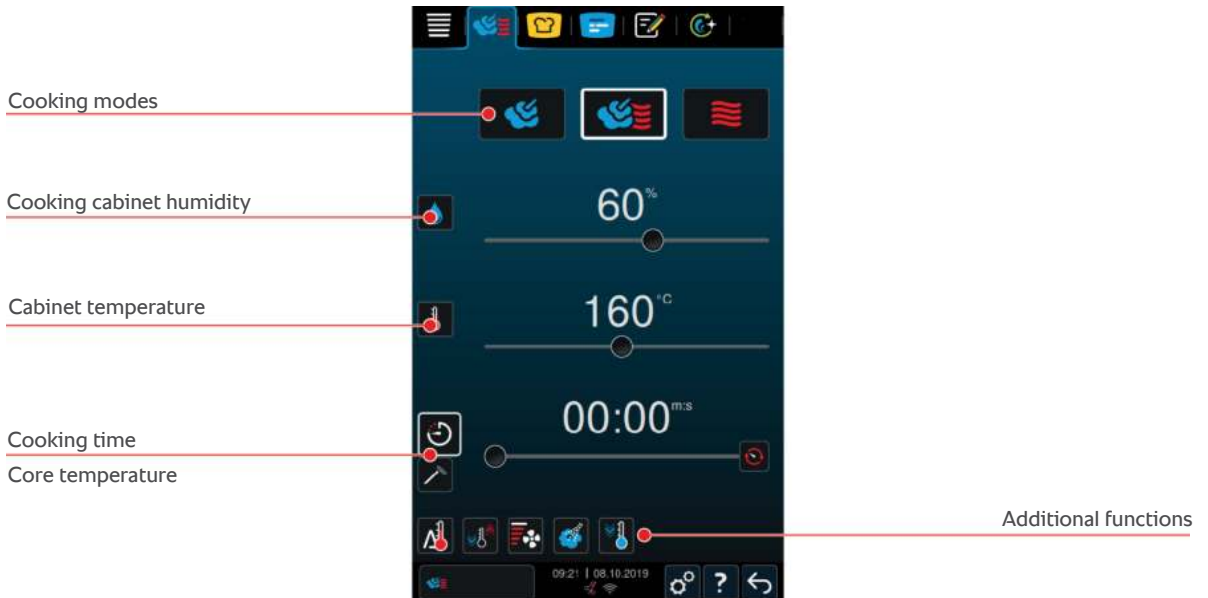 Cooking modes
Cooking cabinet humidity
60%
Cabinet temperature
160°C
00:00 m:s
Cooking time
Core temperature
Additional functions
09:21 | 08.10.2019
?